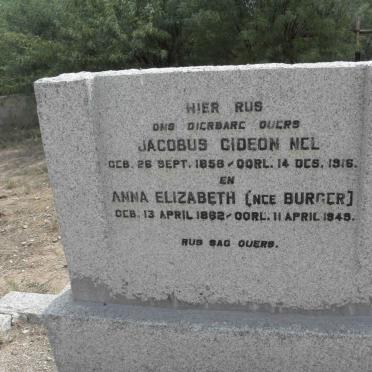 HIER RUS
ONS DIERBARE OUERS
JACOBUS GIDEON NEL
GEB. 26 SEPT. 1858 - OORL. 14 DES. 1916.
EN
ANNA ELIZABETH (NEE BURGER)
GEB. 13 APRIL 1862 - OORL. 11 APRIL 1949.
RUS SAG OUERS.